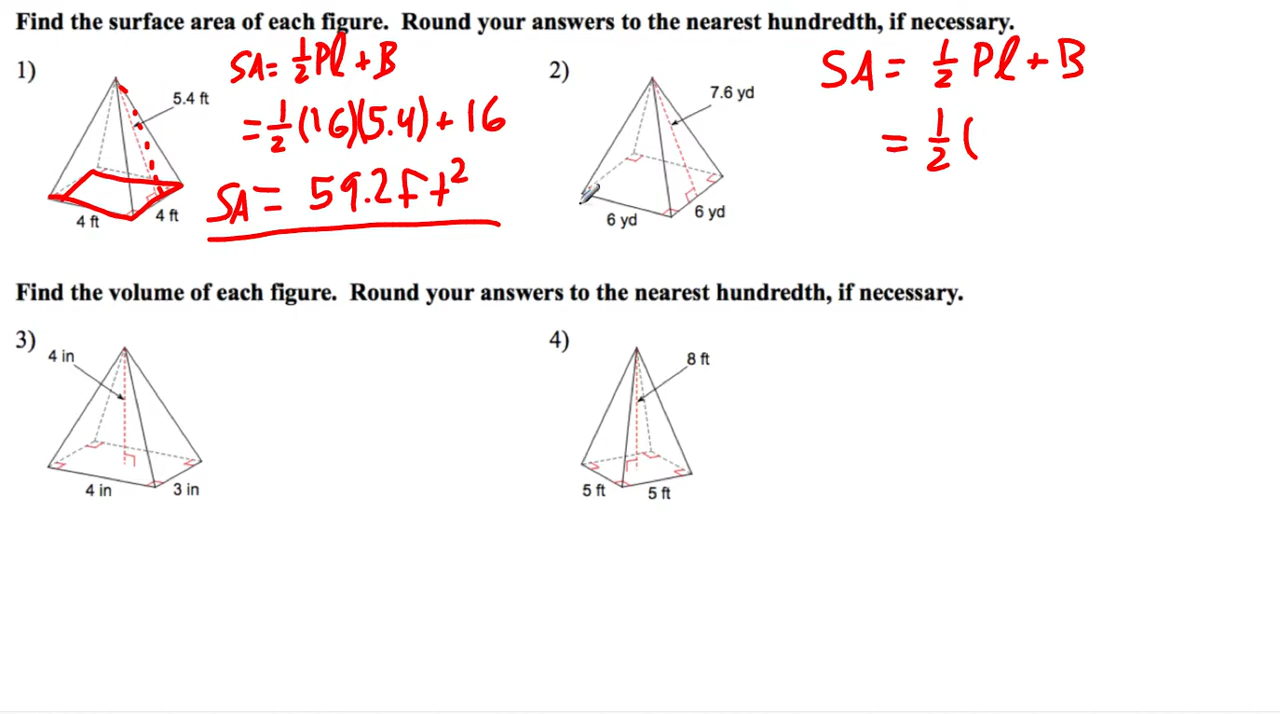 Find the surface area of each figure. Round your answers to the nearest hundredth, if necessary.
1)
5.4 ft
4 ft
4 ft
SA = ½Pl + B
= ½(16)(5.4) + 16
SA = 59.2 ft²
2)
7.6 yd
6 yd
6 yd
SA = ½Pl + B
= ½(
Find the volume of each figure. Round your answers to the nearest hundredth, if necessary.
3)
4 in
4 in
3 in
4)
8 ft
5 ft
5 ft